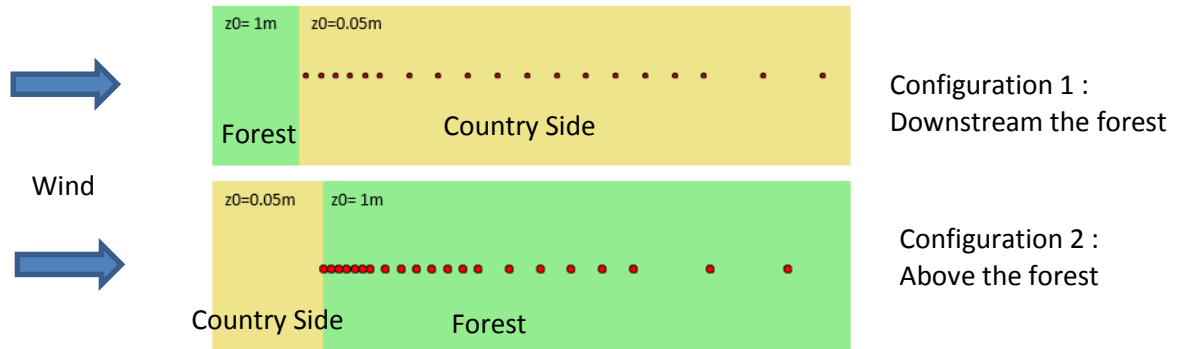 z0= 1m
z0=0.05m
Forest
Country Side
Configuration 1 :
Downstream the forest
Wind
z0=0.05m
z0= 1m
Country Side
Forest
Configuration 2 :
Above the forest